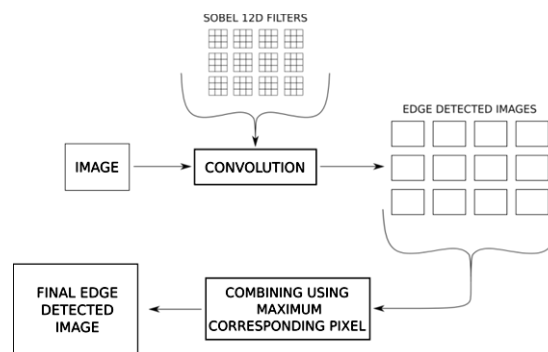 SOBEL 12D FILTERS
EDGE DETECTED IMAGES
IMAGE
CONVOLUTION
FINAL EDGE
DETECTED
IMAGE
COMBINING USING
MAXIMUM
CORRESPONDING PIXEL